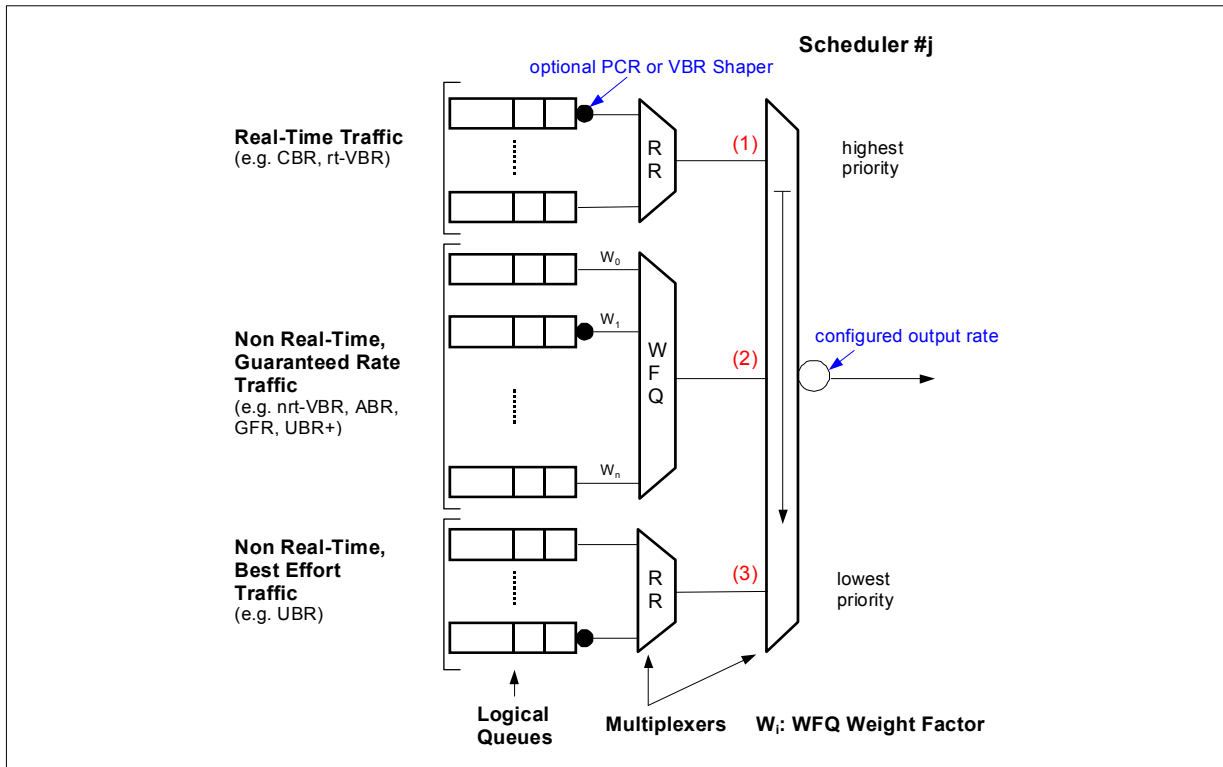 Scheduler #j
optional PCR or VBR Shaper
Real-Time Traffic
(e.g. CBR, rt-VBR)
R
R
(1)
highest
priority
W0
W1
Non Real-Time,
Guaranteed Rate
Traffic
(e.g. nrt-VBR, ABR,
GFR, UBR+)
W
F
Q
(2)
configured output rate
Wn
Non Real-Time,
Best Effort
Traffic
(e.g. UBR)
R
R
(3)
lowest
priority
Logical
Queues
Multiplexers
Wi: WFQ Weight Factor